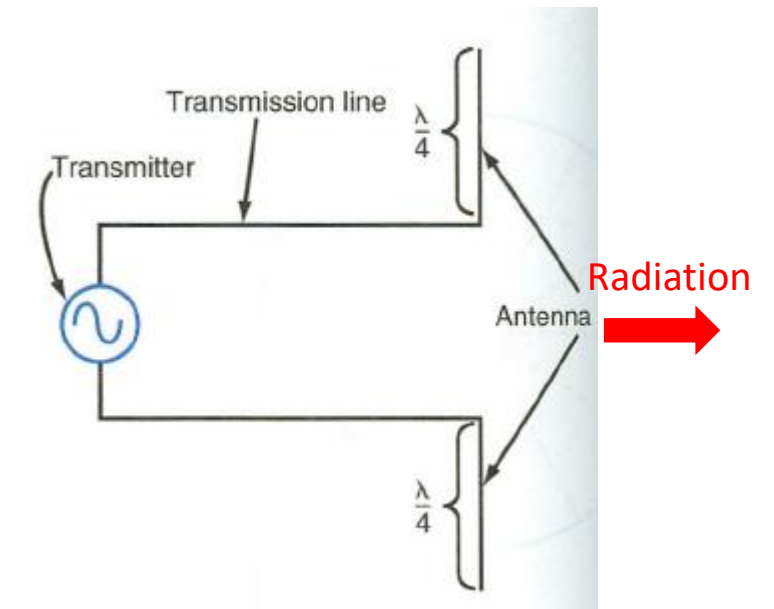 Transmission line
λ
4
Transmitter
Radiation
Antenna
λ
4